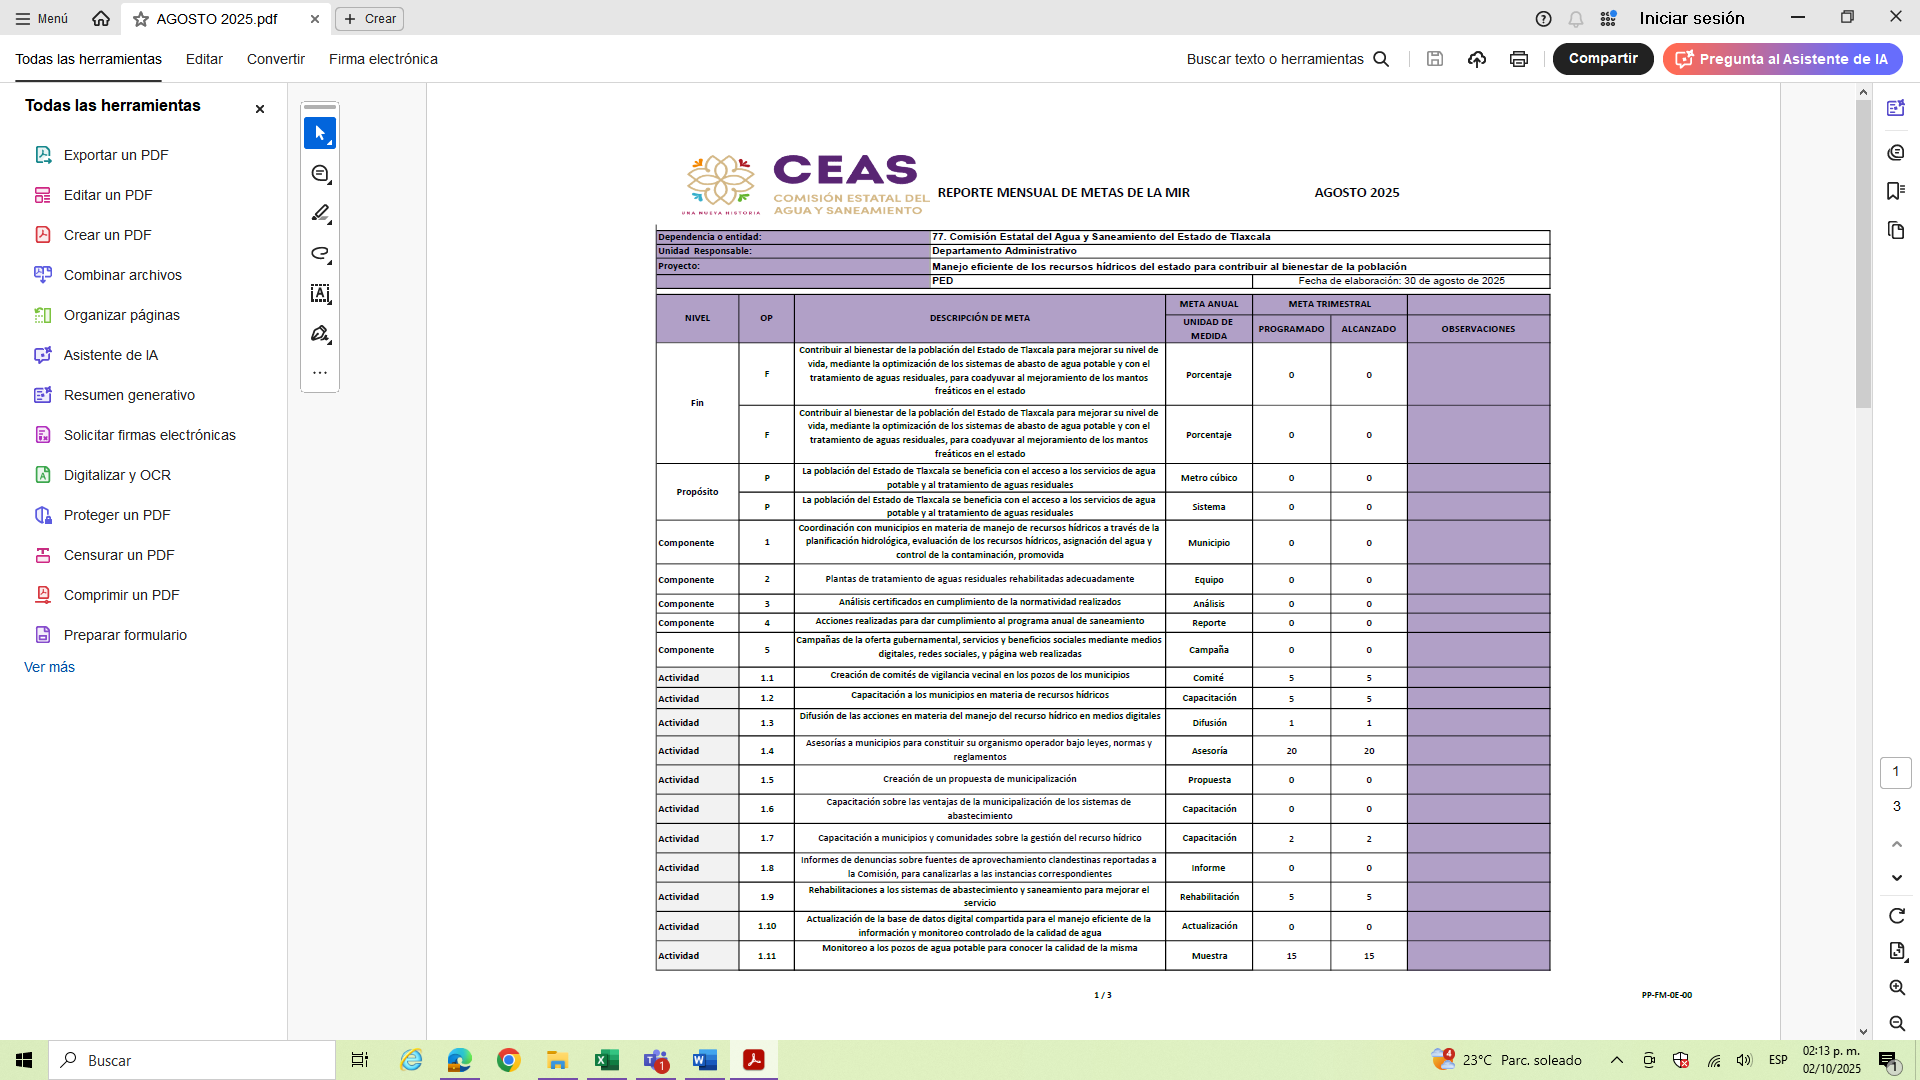 Menú
AGOSTO 2025.pdf
Crear
Iniciar sesión
Todas las herramientas
Editar
Convertir
Firma electrónica
Buscar texto o herramientas
Compartir
Pregunta al Asistente de IA
Todas las herramientas
Exportar un PDF
Editar un PDF
Crear un PDF
Combinar archivos
Organizar páginas
Asistente de IA
Resumen generativo
Solicitar firmas electrónicas
Digitalizar y OCR
Proteger un PDF
Censurar un PDF
Comprimir un PDF
Preparar formulario
Ver más
UNA NUEVA HISTORIA
CEAS
COMISIÓN ESTATAL DEL
AGUA Y SANEAMIENTO
REPORTE MENSUAL DE METAS DE LA MIR
AGOSTO 2025
Dependencia o entidad: 77. Comisión Estatal del Agua y Saneamiento del Estado de Tlaxcala
Unidad Responsable: Departamento Administrativo
Proyecto: Manejo eficiente de los recursos hídricos del estado para contribuir al bienestar de la población
PED Fecha de elaboración: 30 de agosto de 2025
NIVEL OP DESCRIPCIÓN DE META META ANUAL META TRIMESTRAL
UNIDAD DE MEDIDA PROGRAMADO ALCANZADO OBSERVACIONES
Fin
F
Contribuir al bienestar de la población del Estado de Tlaxcala para mejorar su nivel de
vida, mediante la optimización de los sistemas de abasto de agua potable y con el
tratamiento de aguas residuales, para coadyuvar al mejoramiento de los mantos
freáticos en el estado
Porcentaje 0 0
F
Contribuir al bienestar de la población del Estado de Tlaxcala para mejorar su nivel de
vida, mediante la optimización de los sistemas de abasto de agua potable y con el
tratamiento de aguas residuales, para coadyuvar al mejoramiento de los mantos
freáticos en el estado
Porcentaje 0 0
Propósito
P
La población del Estado de Tlaxcala se beneficia con el acceso a los servicios de agua
potable y al tratamiento de aguas residuales
Metro cúbico 0 0
P
La población del Estado de Tlaxcala se beneficia con el acceso a los servicios de agua
potable y al tratamiento de aguas residuales
Sistema 0 0
Componente 1
Coordinación con municipios en materia de manejo de recursos hídricos a través de la
planificación hidrológica, evaluación de los recursos hídricos, asignación del agua y
control de la contaminación, promovida
Municipio 0 0
Componente 2 Plantas de tratamiento de aguas residuales rehabilitadas adecuadamente Equipo 0 0
Componente 3 Análisis certificados en cumplimiento de la normatividad realizados Análisis 0 0
Componente 4 Acciones realizadas para dar cumplimiento al programa anual de saneamiento Reporte 0 0
Componente 5
Campañas de la oferta gubernamental, servicios y beneficios sociales mediante medios
digitales, redes sociales, y página web realizadas
Campaña 0 0
Actividad 1.1 Creación de comités de vigilancia vecinal en los pozos de los municipios Comité 5 5
Actividad 1.2 Capacitación a los municipios en materia de recursos hídricos Capacitación 5 5
Actividad 1.3 Difusión de las acciones en materia del manejo del recurso hídrico en medios digitales Difusión 1 1
Actividad 1.4
Asesorías a municipios para constituir su organismo operador bajo leyes, normas y
reglamentos
Asesoría 20 20
Actividad 1.5 Creación de un propuesta de municipalización Propuesta 0 0
Actividad 1.6
Capacitación sobre las ventajas de la municipalización de los sistemas de
abastecimiento
Capacitación 0 0
Actividad 1.7 Capacitación a municipios y comunidades sobre la gestión del recurso hídrico Capacitación 2 2
Actividad 1.8
Informes de denuncias sobre fuentes de aprovechamiento clandestinas reportadas a
la Comisión, para canalizarlas a las instancias correspondientes
Informe 0 0
Actividad 1.9
Rehabilitaciones a los sistemas de abastecimiento y saneamiento para mejorar el
servicio
Rehabilitación 5 5
Actividad 1.10
Actualización de la base de datos digital compartida para el manejo eficiente de la
información y monitoreo controlado de la calidad de agua
Actualización 0 0
Actividad 1.11 Monitoreo a los pozos de agua potable para conocer la calidad de la misma Muestra 15 15
1 / 3
PP-FM-0E-00
1
3
Buscar
1
4
23°C Parc. soleado
ESP
02:13 p. m.
02/10/2025
1